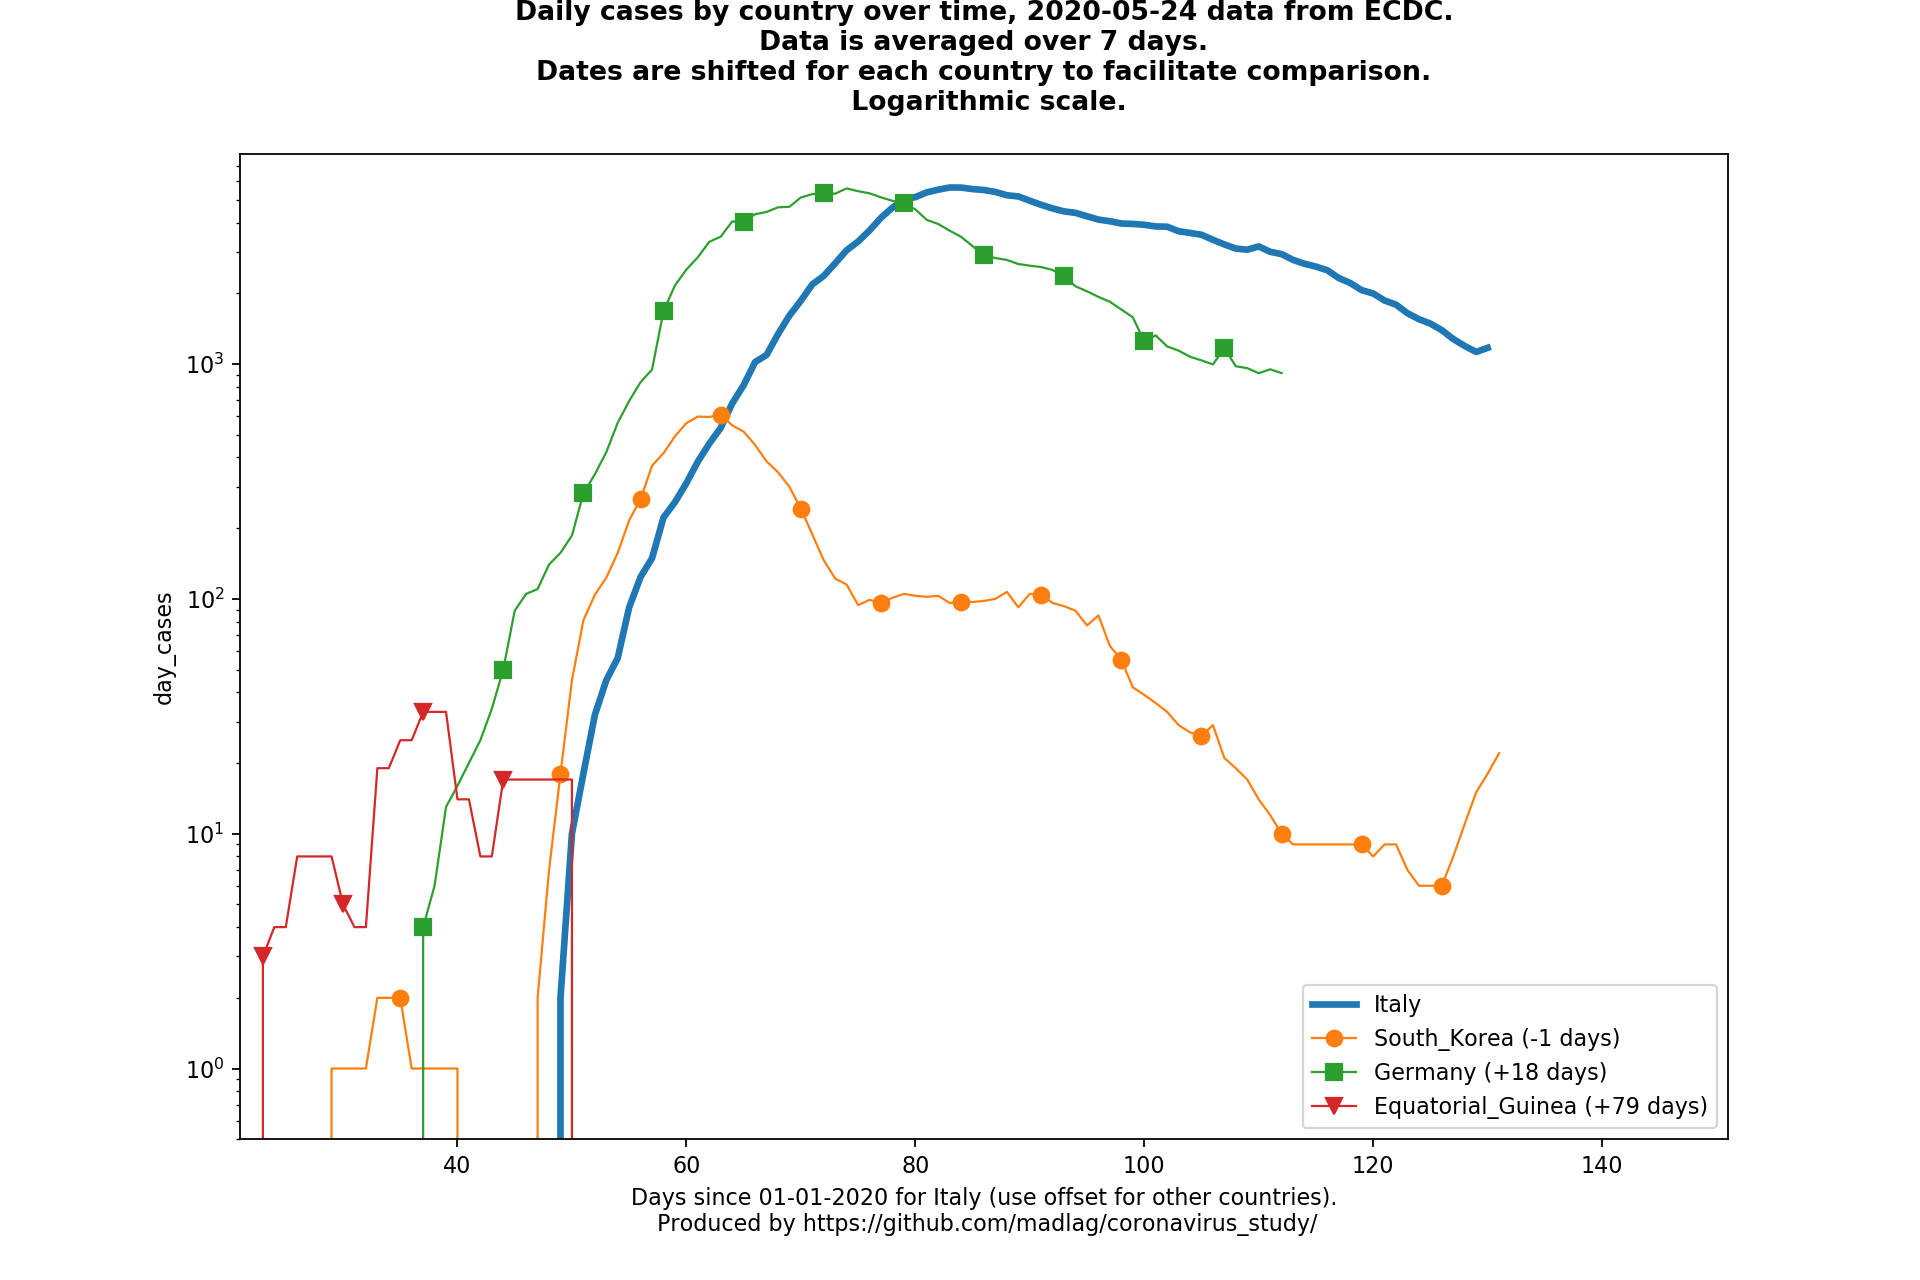 Daily cases by country over time, 2020-05-24 data from ECDC.
Data is averaged over 7 days.
Dates are shifted for each country to facilitate comparison.
Logarithmic scale.
day_cases
10³
10²
10¹
10⁰
40 60 80 100 120 140
Italy
South_Korea (-1 days)
Germany (+18 days)
Equatorial_Guinea (+79 days)
Days since 01-01-2020 for Italy (use offset for other countries).
Produced by https://github.com/madlag/coronavirus_study/